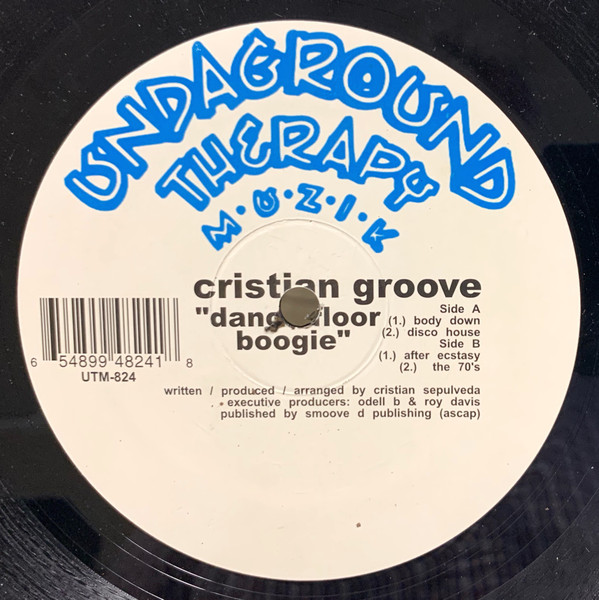 UNDAGROUND
THERAPY
M·U·Z·I·K
cristian groove
"dancefloor
boogie"
Side A
(1.) body down
(2.) disco house
Side B
(1.) after ecstasy
(2.) the 70's
6 54899 48241 8
UTM-824
written / produced / arranged by cristian sepulveda
executive producers: odell b & roy davis
published by smoove d publishing (ascap)